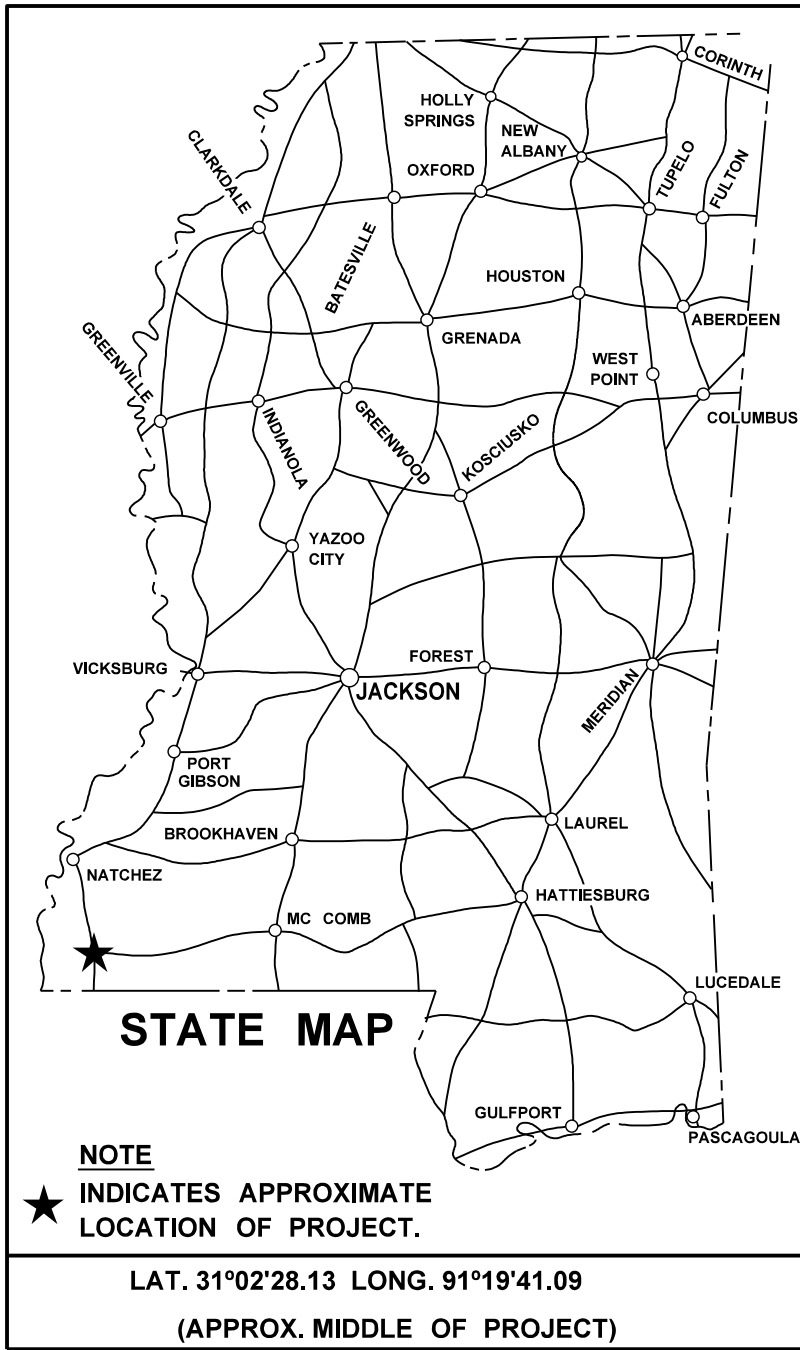 CORINTH
HOLLY
SPRINGS
NEW
ALBANY
CLARKDALE
OXFORD
TUPELO
FULTON
BATESVILLE
HOUSTON
ABERDEEN
GRENADA
GREENVILLE
WEST
POINT
COLUMBUS
INDIANOLA
GREENWOOD
KOSCIUSKO
YAZOO
CITY
VICKSBURG
FOREST
JACKSON
MERIDIAN
PORT
GIBSON
BROOKHAVEN
LAUREL
NATCHEZ
HATTIESBURG
MC COMB
LUCEDALE
STATE MAP
GULFPORT
PASCAGOULA
NOTE
INDICATES APPROXIMATE
LOCATION OF PROJECT.
LAT. 31º02'28.13 LONG. 91º19'41.09
(APPROX. MIDDLE OF PROJECT)